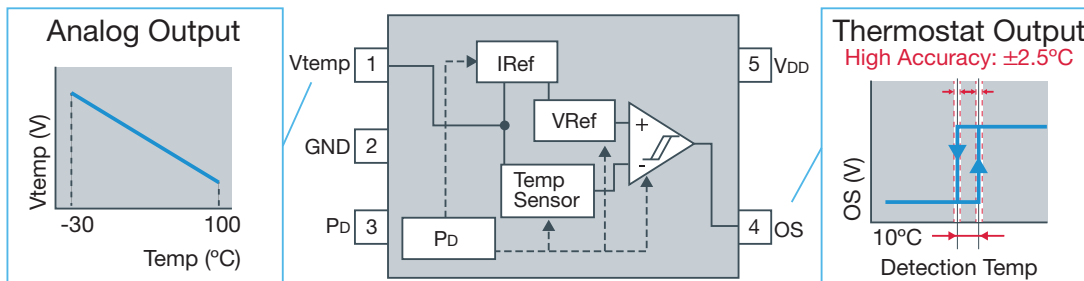 Analog Output
Vtemp (V)
-30
100
Temp (ºC)
Vtemp
1
GND
2
PD
3
IRef
VRef
+
-
Temp
Sensor
PD
5
VDD
4
OS
Thermostat Output
High Accuracy: ±2.5ºC
OS (V)
10ºC
Detection Temp